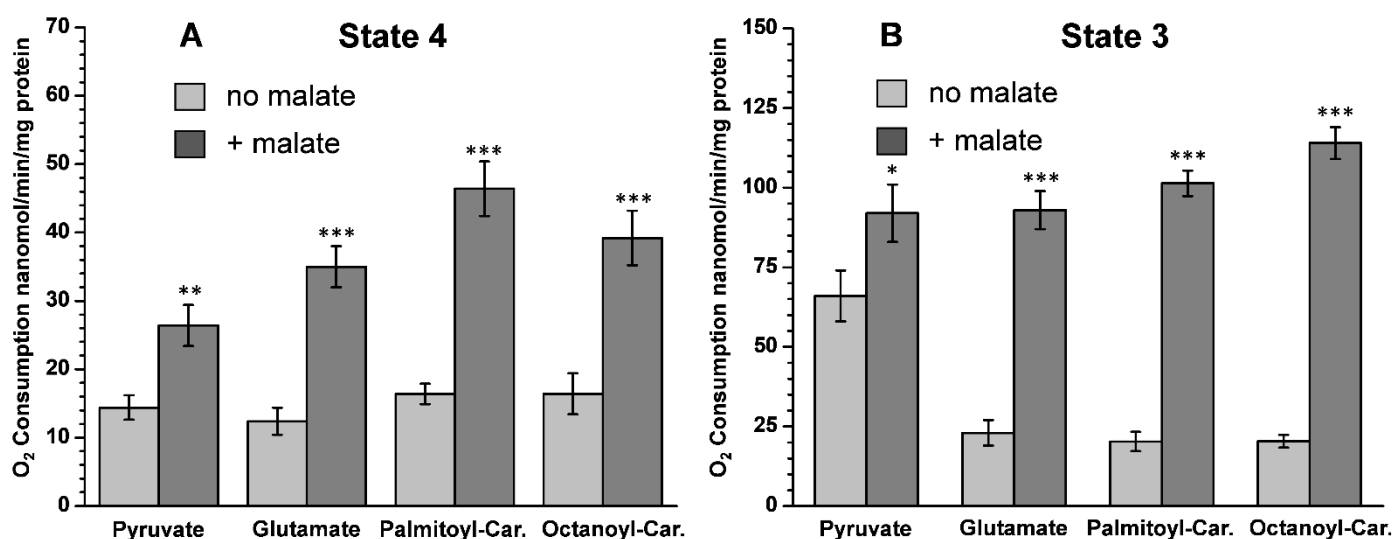 A
State 4
no malate
+ malate
O2 Consumption nanomol/min/mg protein
70
60
50
40
30
20
10
0
**
***
***
***
Pyruvate
Glutamate
Palmitoyl-Car.
Octanoyl-Car.
B
State 3
no malate
+ malate
O2 Consumption nanomol/min/mg protein
150
125
100
75
50
25
0
*
***
***
***
Pyruvate
Glutamate
Palmitoyl-Car.
Octanoyl-Car.